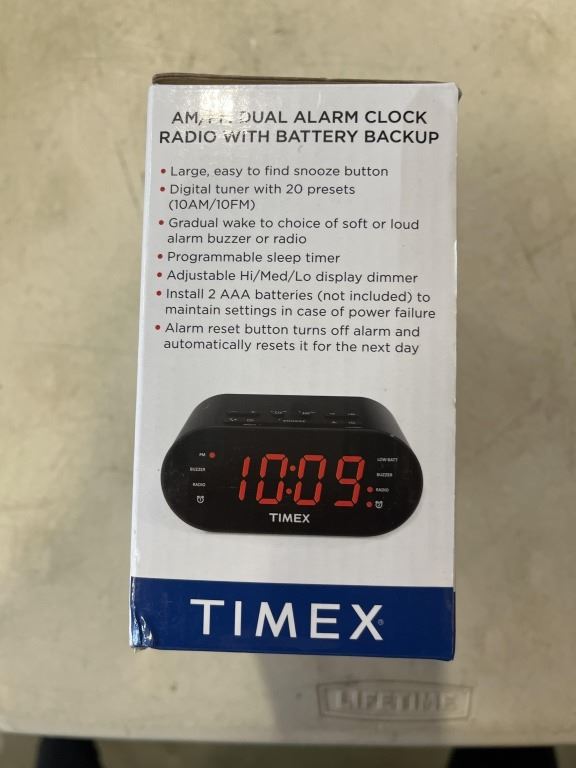 AM/FM DUAL ALARM CLOCK
RADIO WITH BATTERY BACKUP
• Large, easy to find snooze button
• Digital tuner with 20 presets
(10AM/10FM)
• Gradual wake to choice of soft or loud
alarm buzzer or radio
• Programmable sleep timer
• Adjustable Hi/Med/Lo display dimmer
• Install 2 AAA batteries (not included) to
maintain settings in case of power failure
• Alarm reset button turns off alarm and
automatically resets it for the next day
PM
LOW BATT
BUZZER
BUZZER
RADIO
RADIO
10:09
TIMEX
TIMEX®
LIFETIME